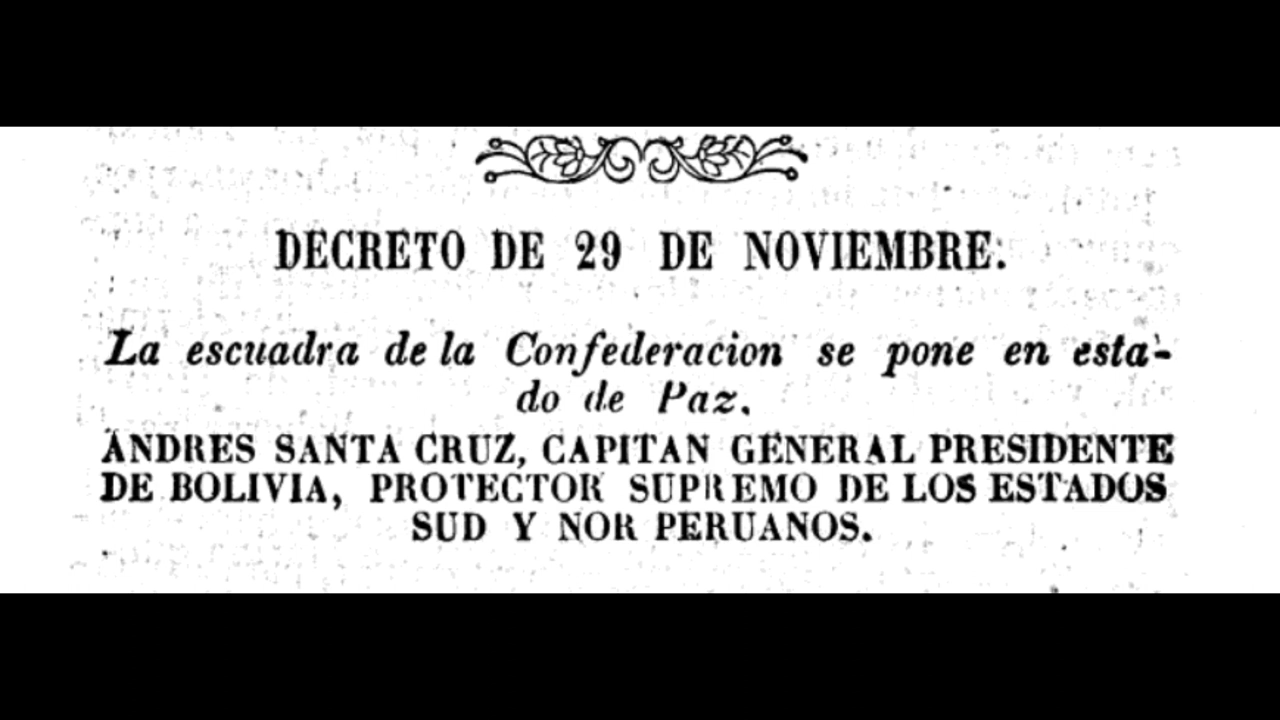 DECRETO DE 29 DE NOVIEMBRE.
La escuadra de la Confederacion se pone en esta-
do de Paz.
ANDRES SANTA CRUZ, CAPITAN GENERAL PRESIDENTE
DE BOLIVIA, PROTECTOR SUPREMO DE LOS ESTADOS
SUD Y NOR PERUANOS.